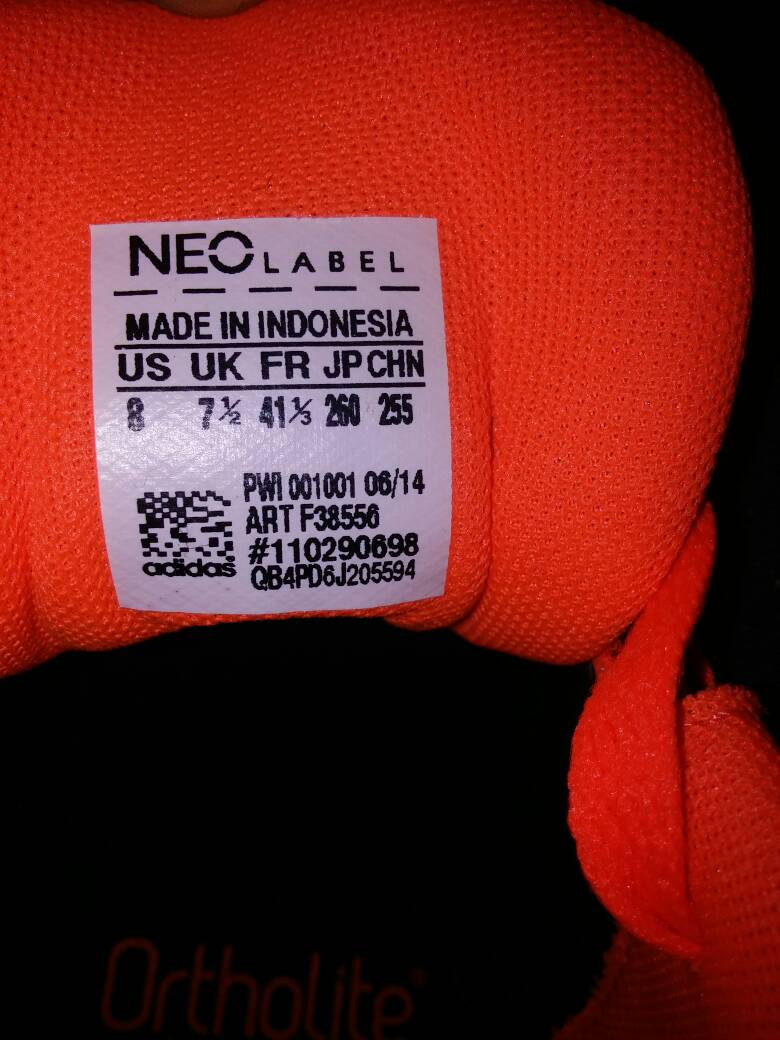 NEO LABEL
MADE IN INDONESIA
US UK FR JP CHN
8 7½ 41⅓ 260 255
PWI 001001 06/14
ART F38556
#110290698
adidas QB4PD6J205594
Ortholite